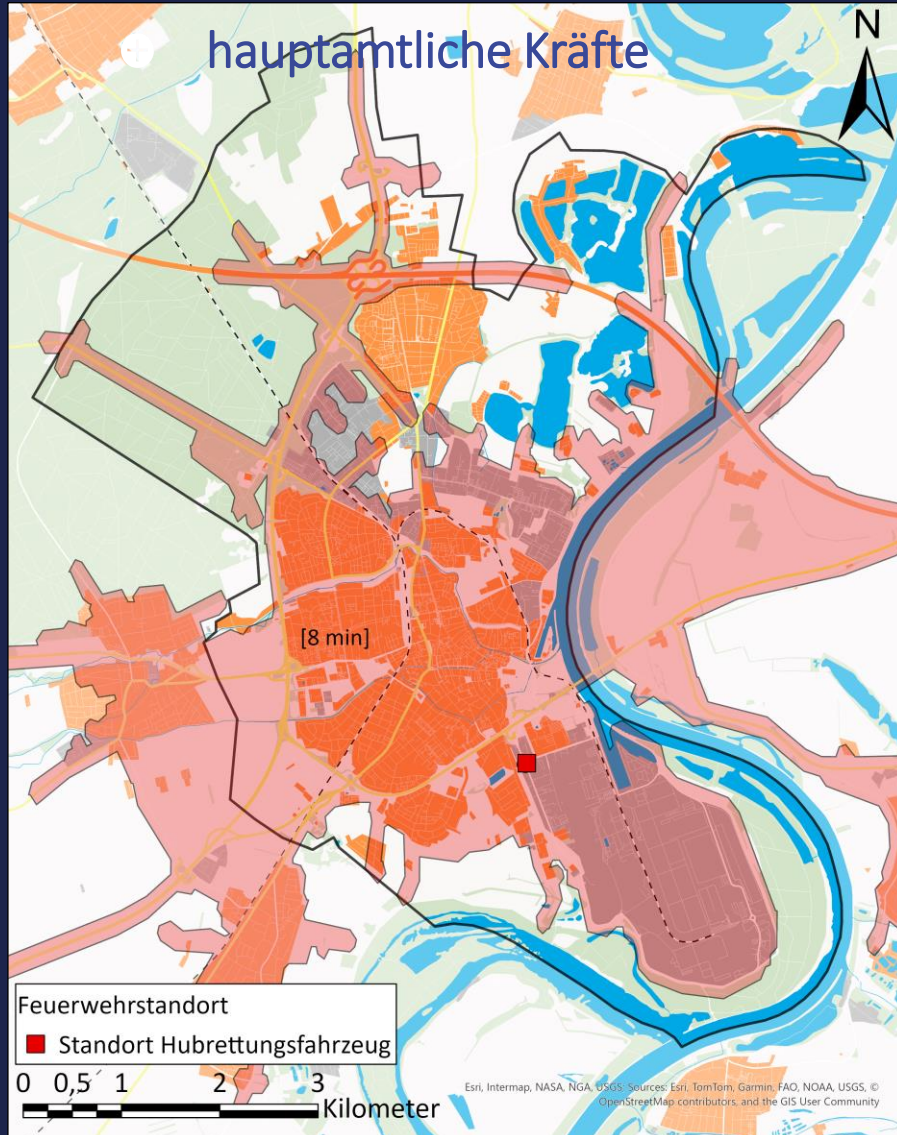 hauptamtliche Kräfte
N
[8 min]
Feuerwehrstandort
Standort Hubrettungsfahrzeug
0 0,5 1 2 3
Kilometer
Esri, Intermap, NASA, NGA, USGS; Sources: Esri, TomTom, Garmin, FAO, NOAA, USGS, ©
OpenStreetMap contributors, and the GIS User Community